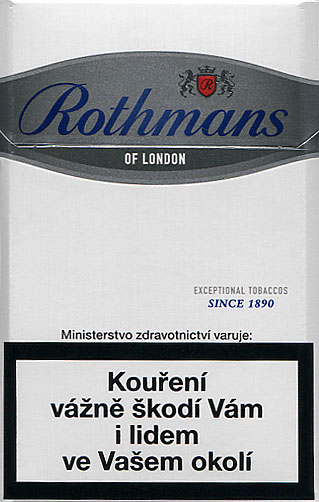 R
Rothmans
OF LONDON
EXCEPTIONAL TOBACCOS
SINCE 1890
Ministerstvo zdravotnictví varuje:
Kouření
vážně škodí Vám
i lidem
ve Vašem okolí